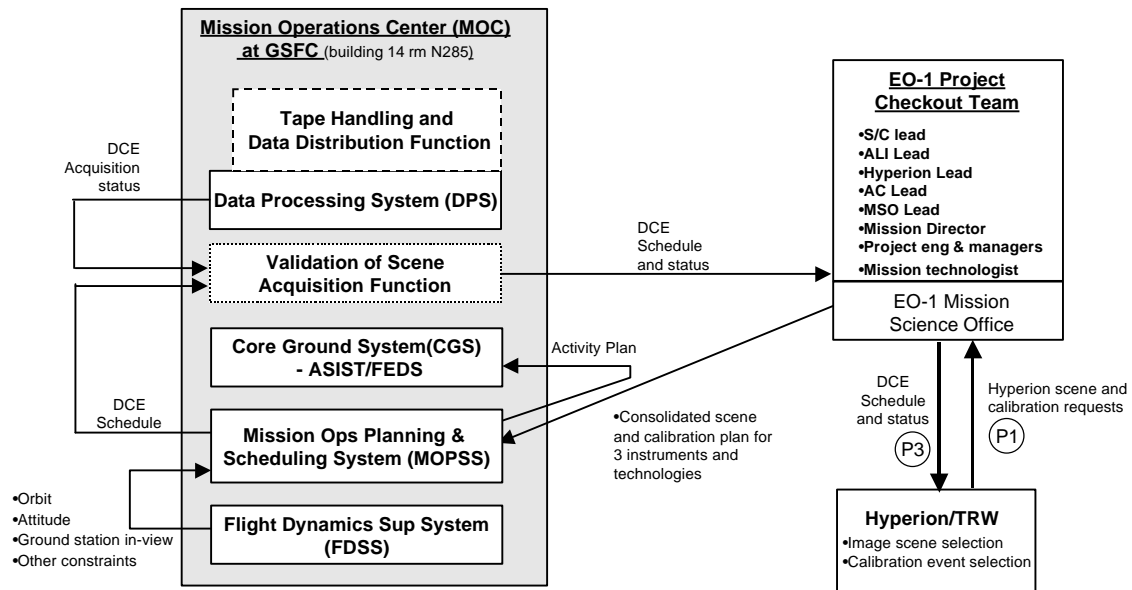 Mission Operations Center (MOC)
at GSFC (building 14 rm N285)
Tape Handling and
Data Distribution Function
DCE
Acquisition
status
Data Processing System (DPS)
Validation of Scene
Acquisition Function
DCE
Schedule
and status
Core Ground System(CGS)
- ASIST/FEDS
Activity Plan
DCE
Schedule
Mission Ops Planning &
Scheduling System (MOPSS)
•Consolidated scene
and calibration plan for
3 instruments and
technologies
•Orbit
•Attitude
•Ground station in-view
•Other constraints
Flight Dynamics Sup System
(FDSS)
EO-1 Project
Checkout Team
•S/C lead
•ALI Lead
•Hyperion Lead
•AC Lead
•MSO Lead
•Mission Director
•Project eng & managers
•Mission technologist
EO-1 Mission
Science Office
DCE
Schedule
and status
P3
Hyperion scene and
calibration requests
P1
Hyperion/TRW
•Image scene selection
•Calibration event selection